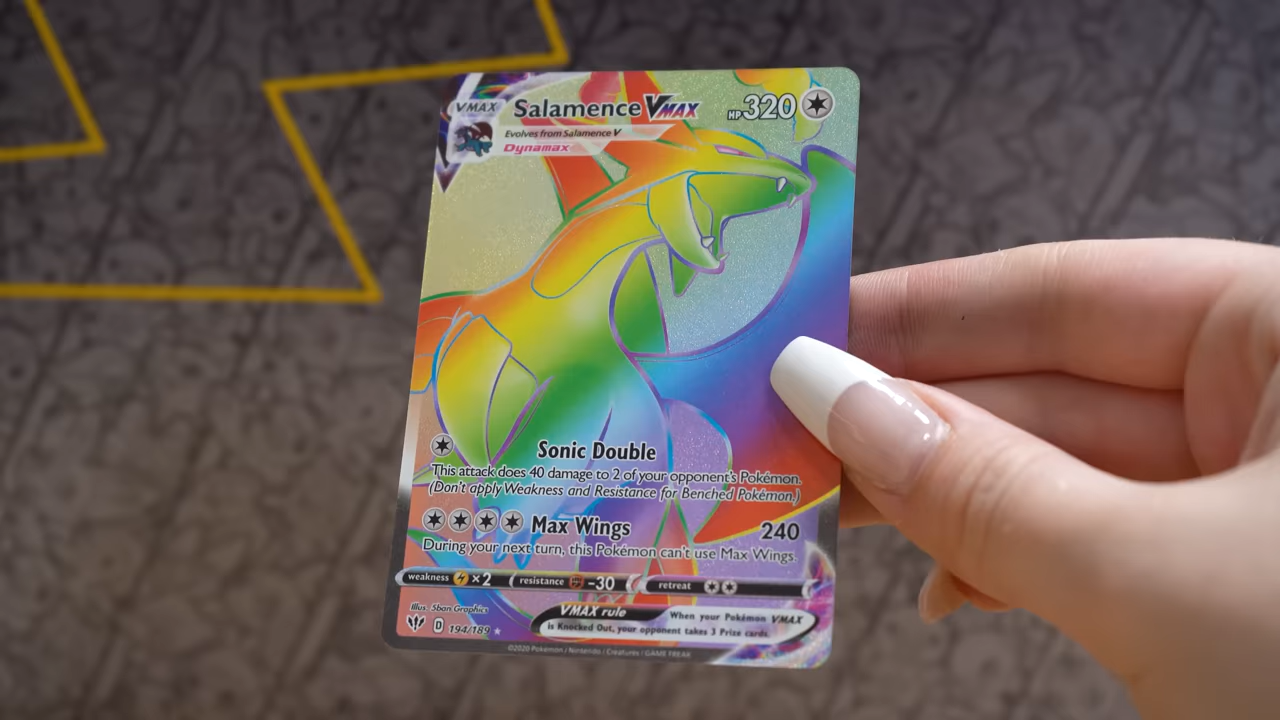 VMAX Salamence VMAX HP 320
Evolves from Salamence V
Dynamax
Sonic Double
This attack does 40 damage to 2 of your opponent's Pokémon.
(Don't apply Weakness and Resistance for Benched Pokémon.)
Max Wings 240
During your next turn, this Pokémon can't use Max Wings.
weakness ×2 resistance -30 retreat
Illus. 5ban Graphics
VMAX rule When your Pokémon VMAX
is Knocked Out, your opponent takes 3 Prize cards.
D 194/189
©2020 Pokémon / Nintendo / Creatures / GAME FREAK